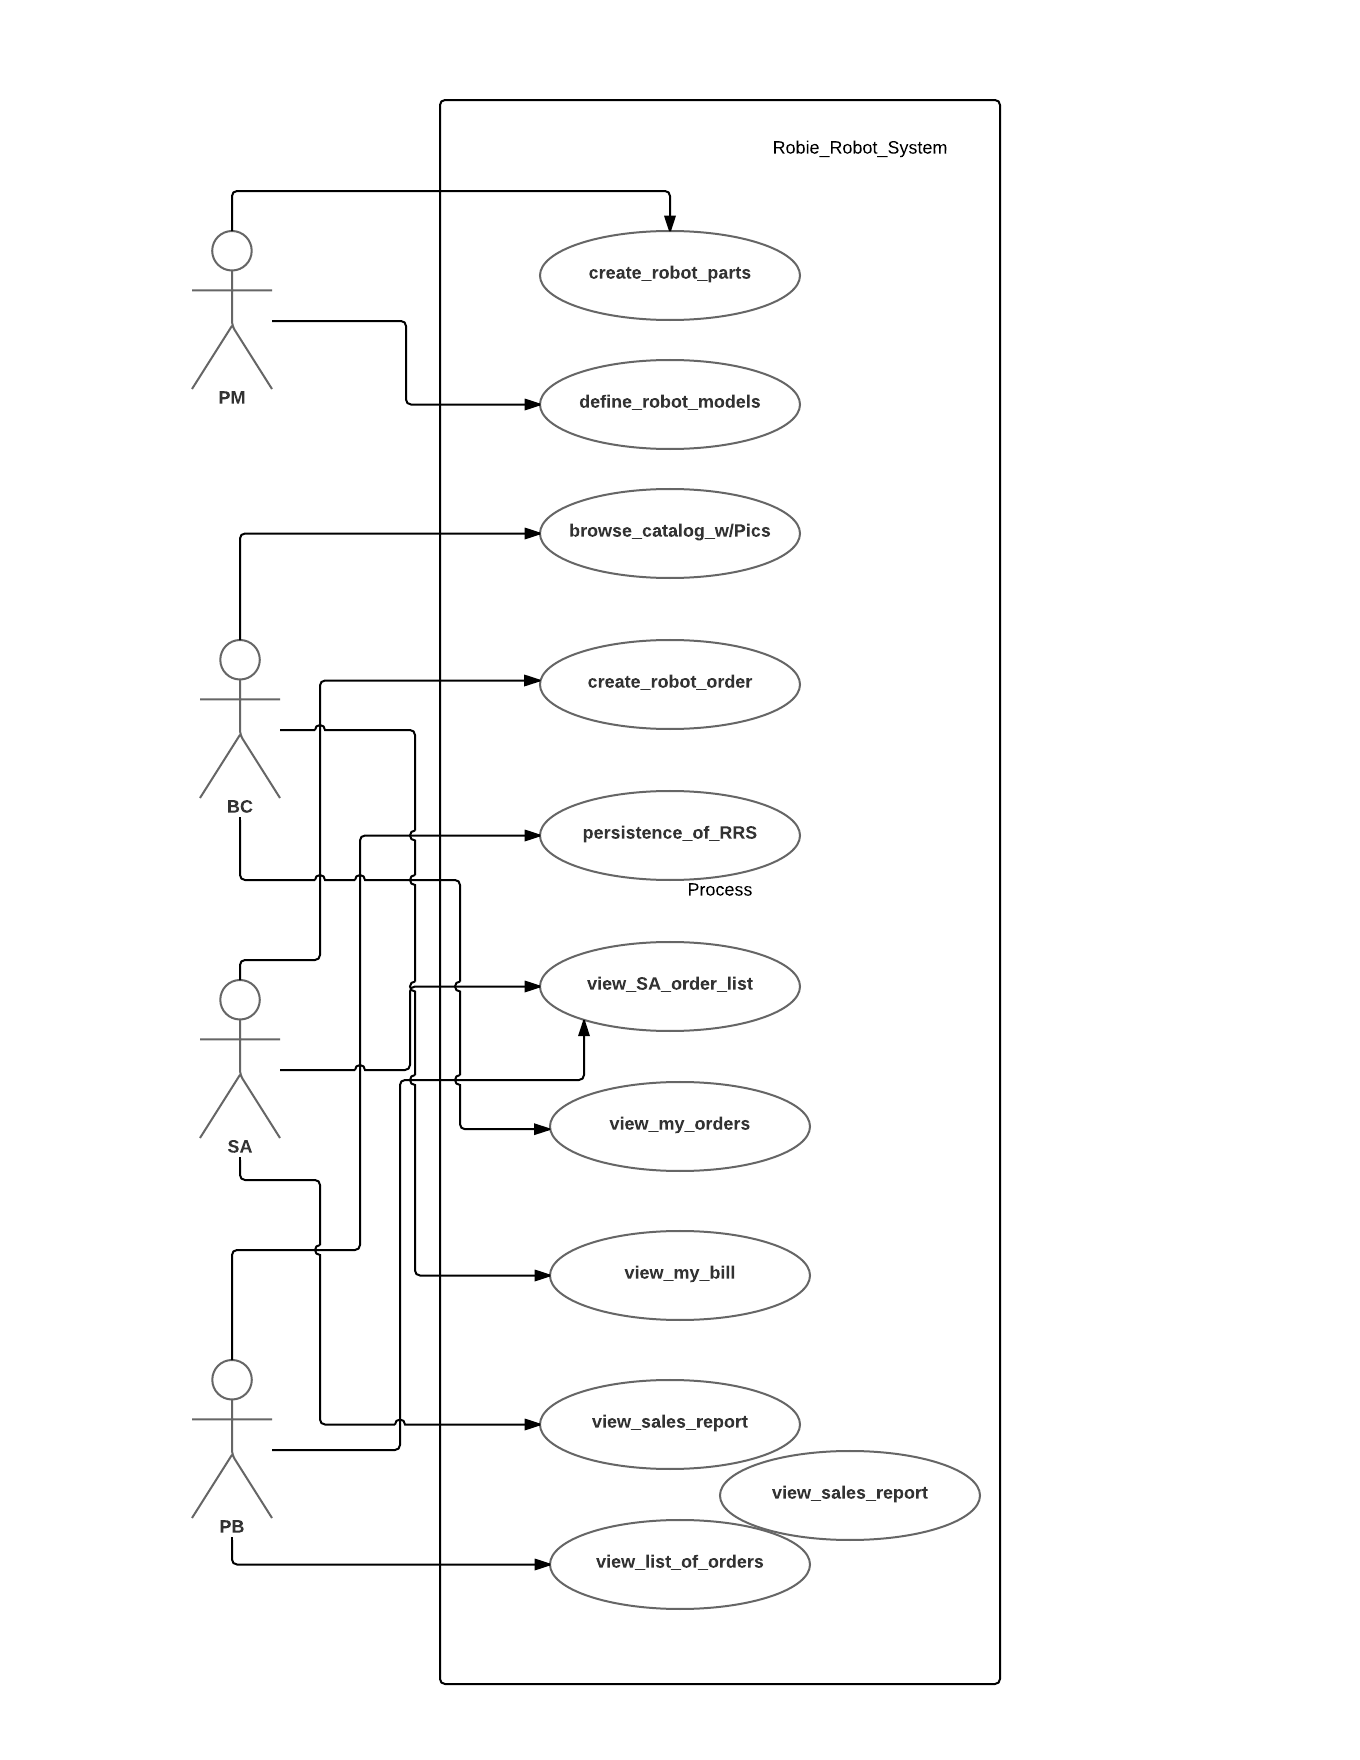 Robie_Robot_System
create_robot_parts
PM
define_robot_models
browse_catalog_w/Pics
create_robot_order
BC
persistence_of_RRS
Process
view_SA_order_list
view_my_orders
SA
view_my_bill
view_sales_report
view_sales_report
PB
view_list_of_orders